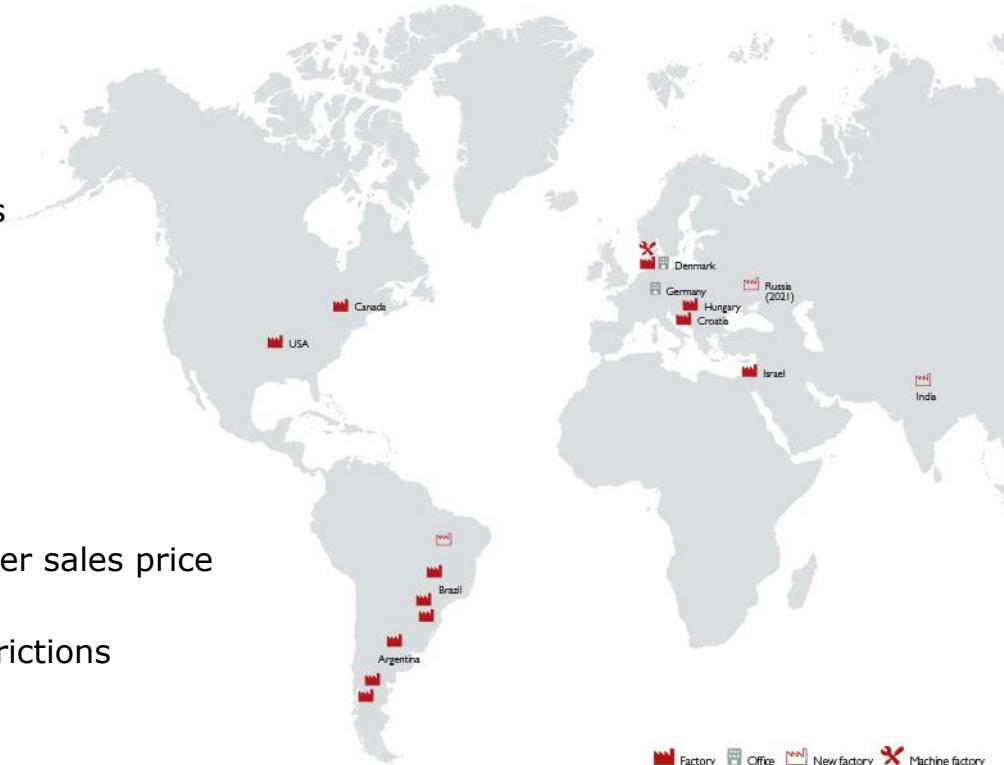 s
Canada
USA
Denmark
Germany
Russia
(2021)
Hungary
Croatia
Israel
India
er sales price
Brazil
rictions
Argentina
Factory Office New factory Machine factory